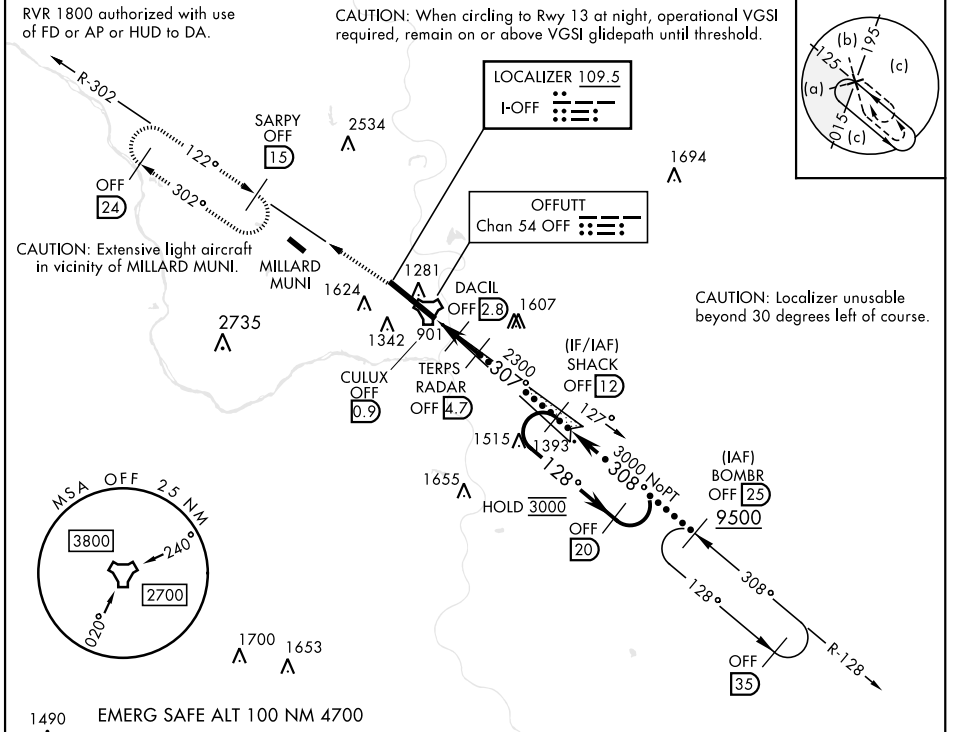 RVR 1800 authorized with use
of FD or AP or HUD to DA.
CAUTION: When circling to Rwy 13 at night, operational VGSI
required, remain on or above VGSI glidepath until threshold.
(b)
195
125
(c)
(a)
015
(c)
R-302
LOCALIZER 109.5
I-OFF
SARPY
OFF
15
2534
1694
122°
302°
OFF
24
OFFUTT
Chan 54 OFF
CAUTION: Extensive light aircraft
in vicinity of MILLARD MUNI.
MILLARD
MUNI
1281
DACIL
OFF 2.8
1624
1607
CAUTION: Localizer unusable
beyond 30 degrees left of course.
2735
1342
901
CULUX
OFF
0.9
TERPS
RADAR
OFF 4.7
2300
307°
(IF/IAF)
SHACK
OFF 12
127°
1515
1393
3000 NoPT
308°
128°
(IAF)
BOMBR
OFF 25
9500
1655
HOLD 3000
OFF
20
MSA OFF 25 NM
3800
240°
2700
020°
308°
128°
R-128
OFF
35
1700
1653
1490
EMERG SAFE ALT 100 NM 4700